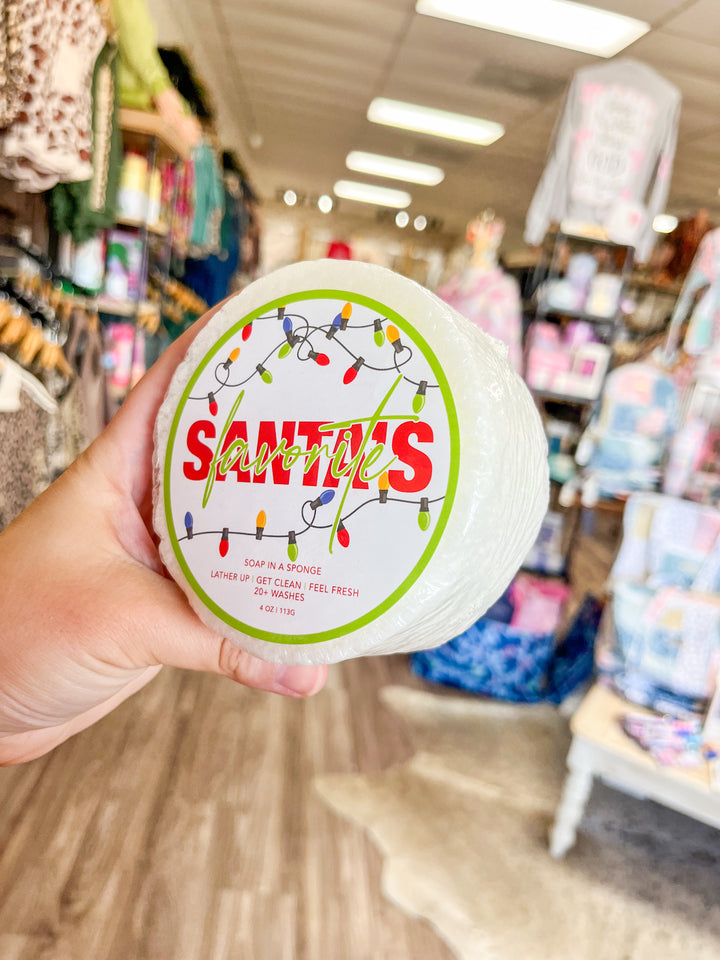 SANTA'S
favorite
SOAP IN A SPONGE
LATHER UP | GET CLEAN | FEEL FRESH
20+ WASHES
4 OZ | 113G